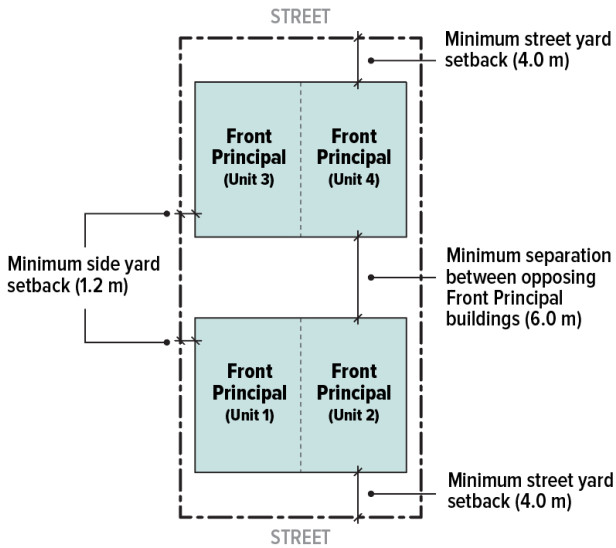 STREET
Minimum street yard
setback (4.0 m)
Front
Principal
(Unit 3)
Front
Principal
(Unit 4)
Minimum side yard
setback (1.2 m)
Minimum separation
between opposing
Front Principal
buildings (6.0 m)
Front
Principal
(Unit 1)
Front
Principal
(Unit 2)
Minimum street yard
setback (4.0 m)
STREET